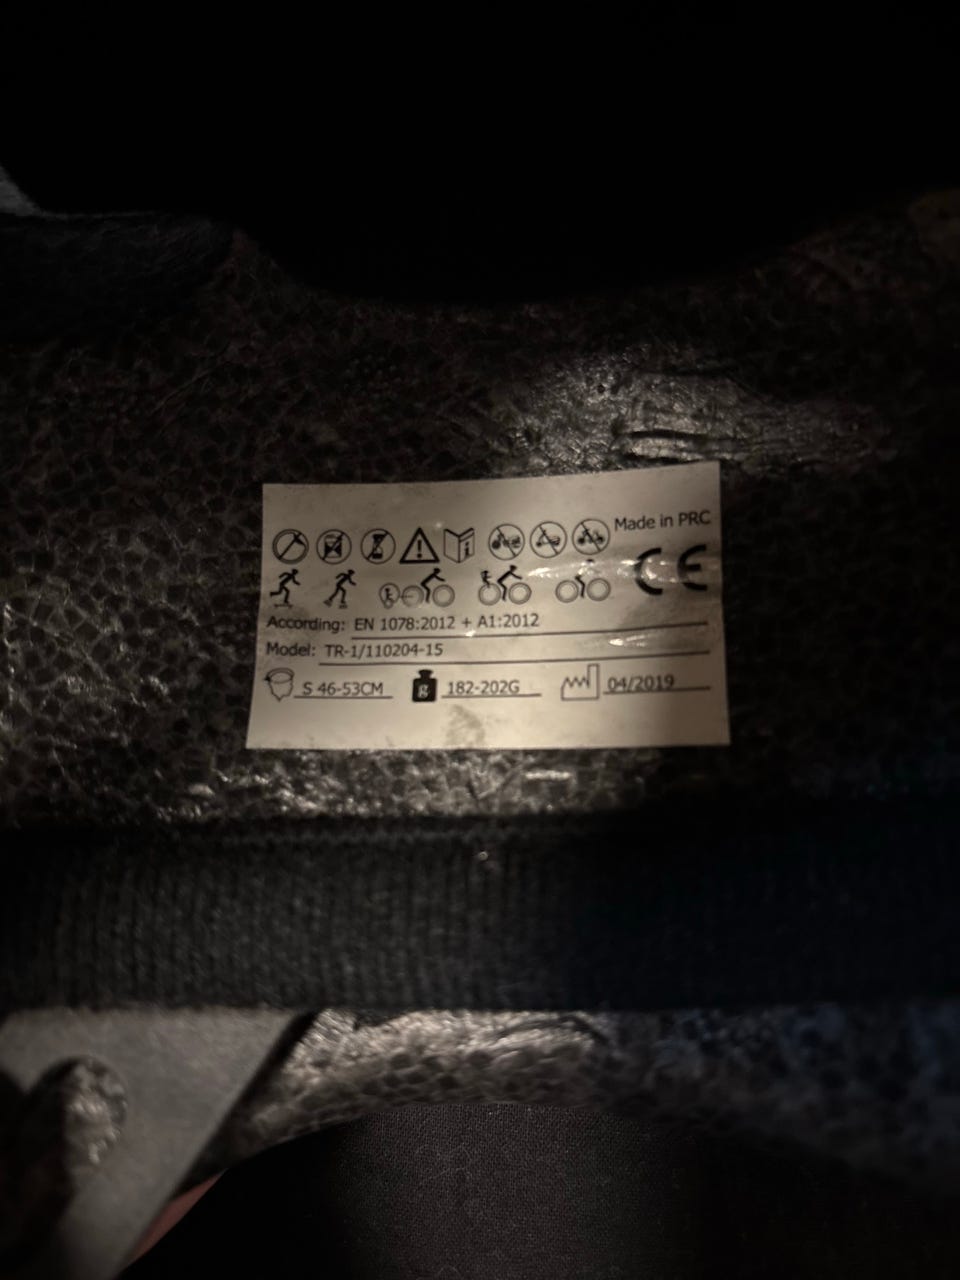 Made in PRC
CE
According: EN 1078:2012 + A1:2012
Model: TR-1/110204-15
S 46-53CM g 182-202G 04/2019